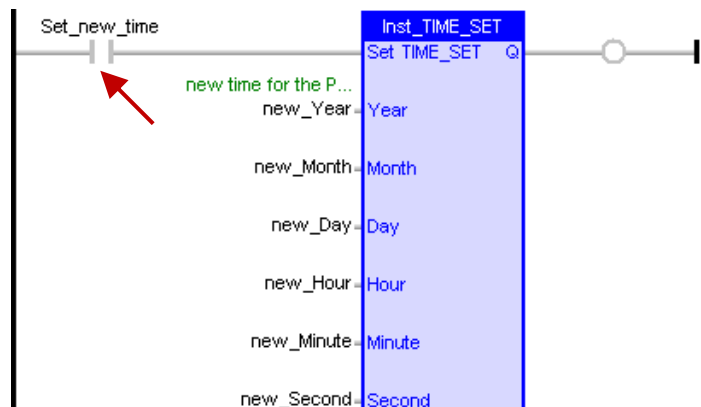 Set_new_time
Inst_TIME_SET
Set TIME_SET Q
new time for the P...
new_Year Year
new_Month Month
new_Day Day
new_Hour Hour
new_Minute Minute
new_Second Second